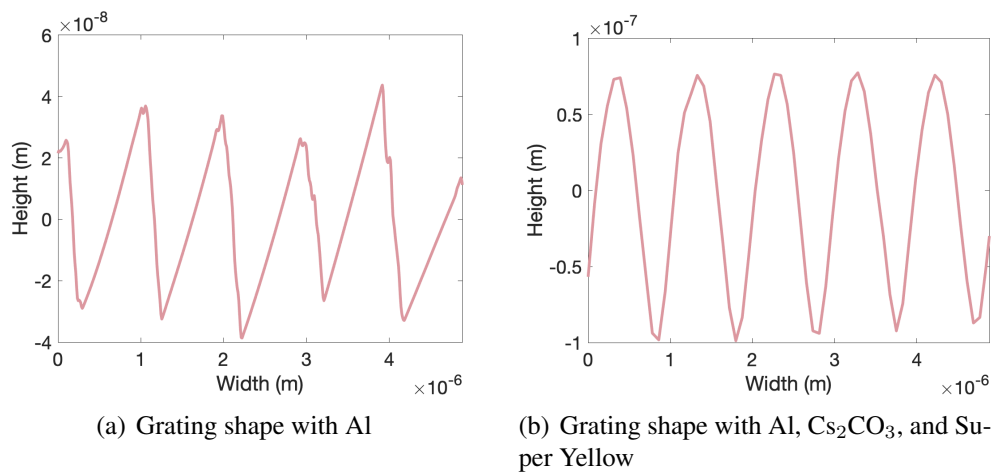 ×10⁻⁸
6
4
2
0
-2
-4
Height (m)
0 1 2 3 4
Width (m) ×10⁻⁶
(a) Grating shape with Al
×10⁻⁷
1
0.5
0
-0.5
-1
Height (m)
0 1 2 3 4
Width (m) ×10⁻⁶
(b) Grating shape with Al, Cs₂CO₃, and Su-
per Yellow